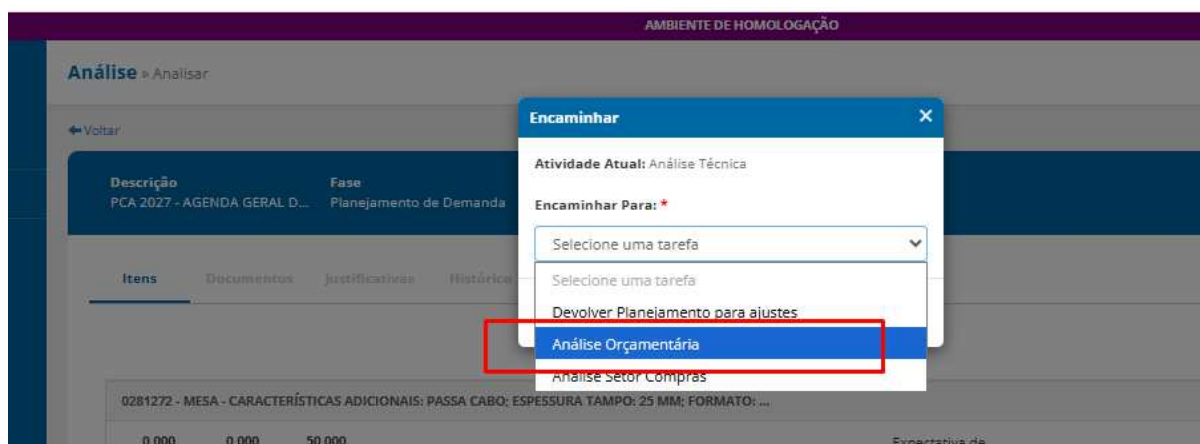 AMBIENTE DE HOMOLOGAÇÃO
Análise » Analisar
Voltar
Encaminhar ×
Atividade Atual: Análise Técnica
Descrição Fase
PCA 2027 - AGENDA GERAL D... Planejamento de Demanda
Encaminhar Para: *
Selecione uma tarefa
Itens Documentos Justificativas Histórico
Selecione uma tarefa
Devolver Planejamento para ajustes
Análise Orçamentária
Análise Setor Compras
0281272 - MESA - CARACTERÍSTICAS ADICIONAIS: PASSA CABO; ESPESSURA TAMPO: 25 MM; FORMATO: ...
0,000 0,000 50,000 Expectativa de